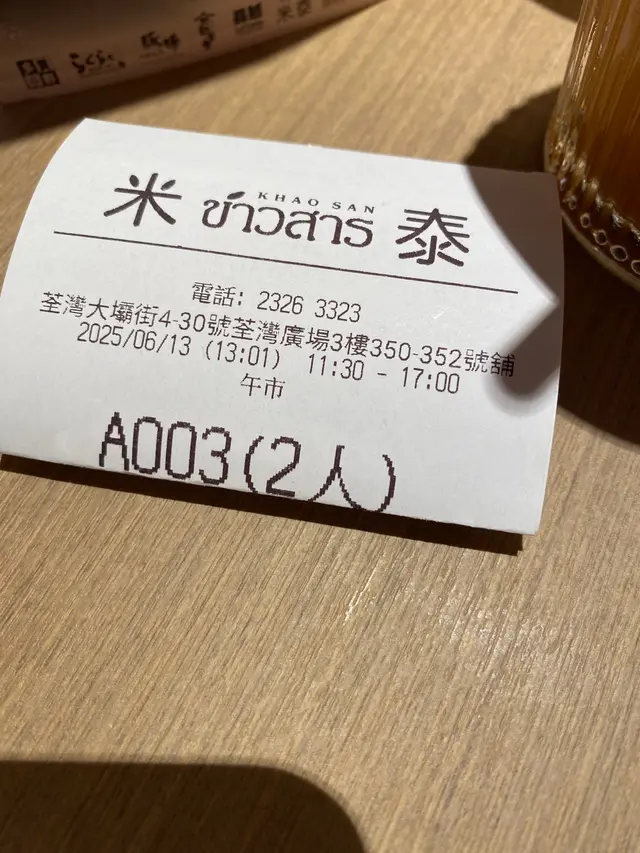 米泰
KHAO SAN
米 ข้าวสาร 泰
電話: 2326 3323
荃灣大壩街4-30號荃灣廣場3樓350-352號舖
2025/06/13 (13:01) 11:30 - 17:00
午市
A003(2人)